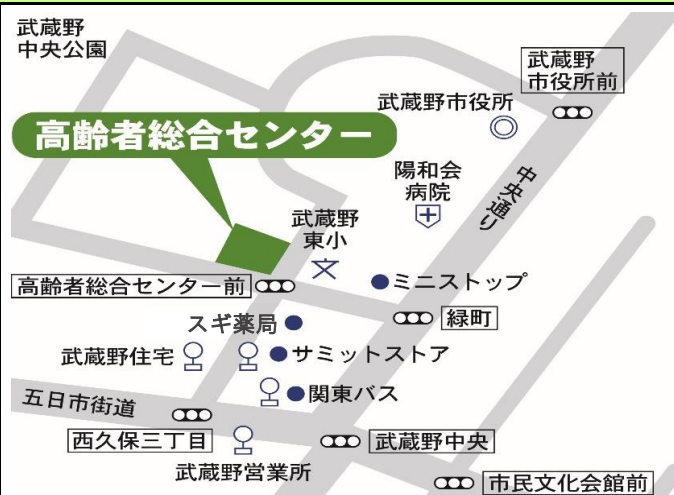 武蔵野
中央公園
武蔵野
市役所前
武蔵野市役所
高齢者総合センター
陽和会
病院
中央通り
武蔵野
東小
高齢者総合センター前
ミニストップ
スギ薬局
緑町
武蔵野住宅
サミットストア
関東バス
五日市街道
西久保三丁目
武蔵野中央
武蔵野営業所
市民文化会館前